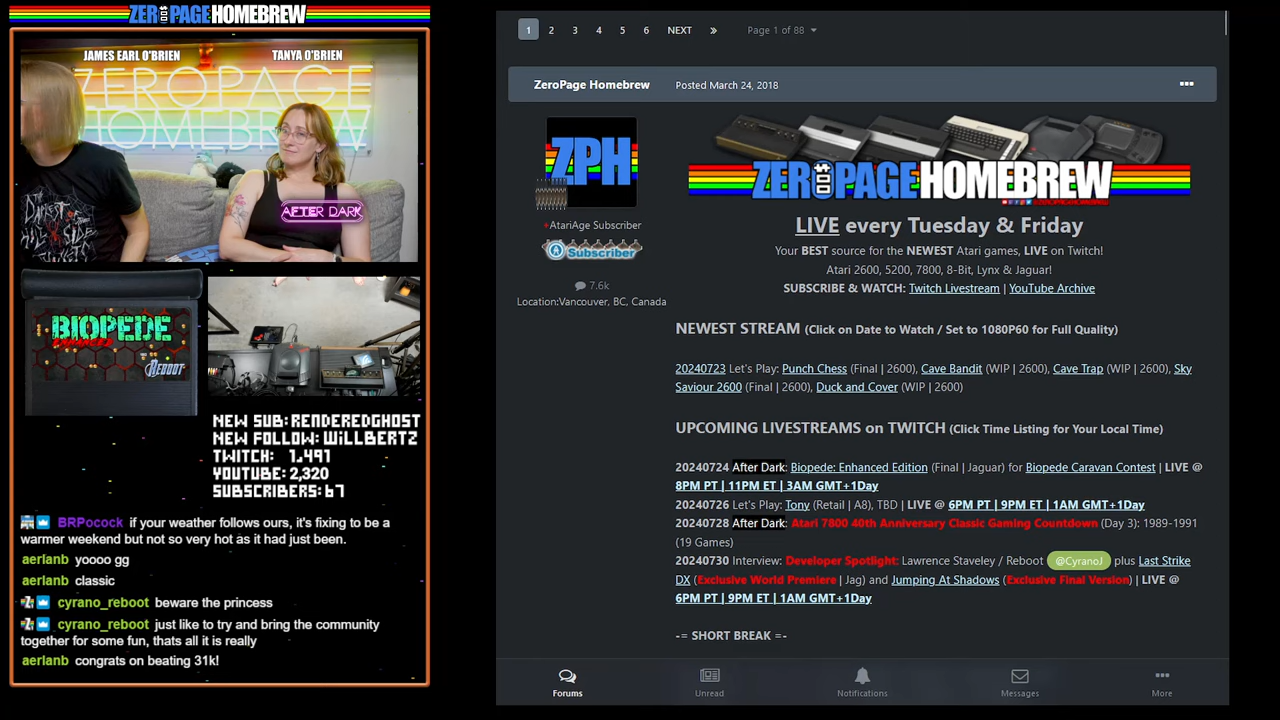 ZEROPAGE HOMEBREW
JAMES EARL O'BRIEN
TANYA O'BRIEN
ZEROPAGE
HOMEBREW
AFTER DARK
BIOPEDE
ENHANCED
REBOOT
NEW SUB: RENDEREDGHOST
NEW FOLLOW: WILLBERTZ
TWITCH: 1,491
YOUTUBE: 2,320
SUBSCRIBERS: 67
BRPocock if your weather follows ours, it's fixing to be a
warmer weekend but not so very hot as it had just been.
aerlanb yoooo gg
aerlanb classic
cyrano_reboot beware the princess
cyrano_reboot just like to try and bring the community
together for some fun, thats all it is really
aerlanb congrats on beating 31k!
1 2 3 4 5 6 NEXT » Page 1 of 88
ZeroPage Homebrew Posted March 24, 2018
ZPH
+AtariAge Subscriber
Subscriber
7.6k
Location:Vancouver, BC, Canada
ZEROPAGE HOMEBREW
LIVE every Tuesday & Friday
Your BEST source for the NEWEST Atari games, LIVE on Twitch!
Atari 2600, 5200, 7800, 8-Bit, Lynx & Jaguar!
SUBSCRIBE & WATCH: Twitch Livestream | YouTube Archive
NEWEST STREAM (Click on Date to Watch / Set to 1080P60 for Full Quality)
20240723 Let's Play: Punch Chess (Final | 2600), Cave Bandit (WIP | 2600), Cave Trap (WIP | 2600), Sky
Saviour 2600 (Final | 2600), Duck and Cover (WIP | 2600)
UPCOMING LIVESTREAMS on TWITCH (Click Time Listing for Your Local Time)
20240724 After Dark: Biopede: Enhanced Edition (Final | Jaguar) for Biopede Caravan Contest | LIVE @
8PM PT | 11PM ET | 3AM GMT+1Day
20240726 Let's Play: Tony (Retail | A8), TBD | LIVE @ 6PM PT | 9PM ET | 1AM GMT+1Day
20240728 After Dark: Atari 7800 40th Anniversary Classic Gaming Countdown (Day 3): 1989-1991
(19 Games)
20240730 Interview: Developer Spotlight: Lawrence Staveley / Reboot @CyranoJ plus Last Strike
DX (Exclusive World Premiere | Jag) and Jumping At Shadows (Exclusive Final Version) | LIVE @
6PM PT | 9PM ET | 1AM GMT+1Day
-= SHORT BREAK =-
Forums Unread Notifications Messages More